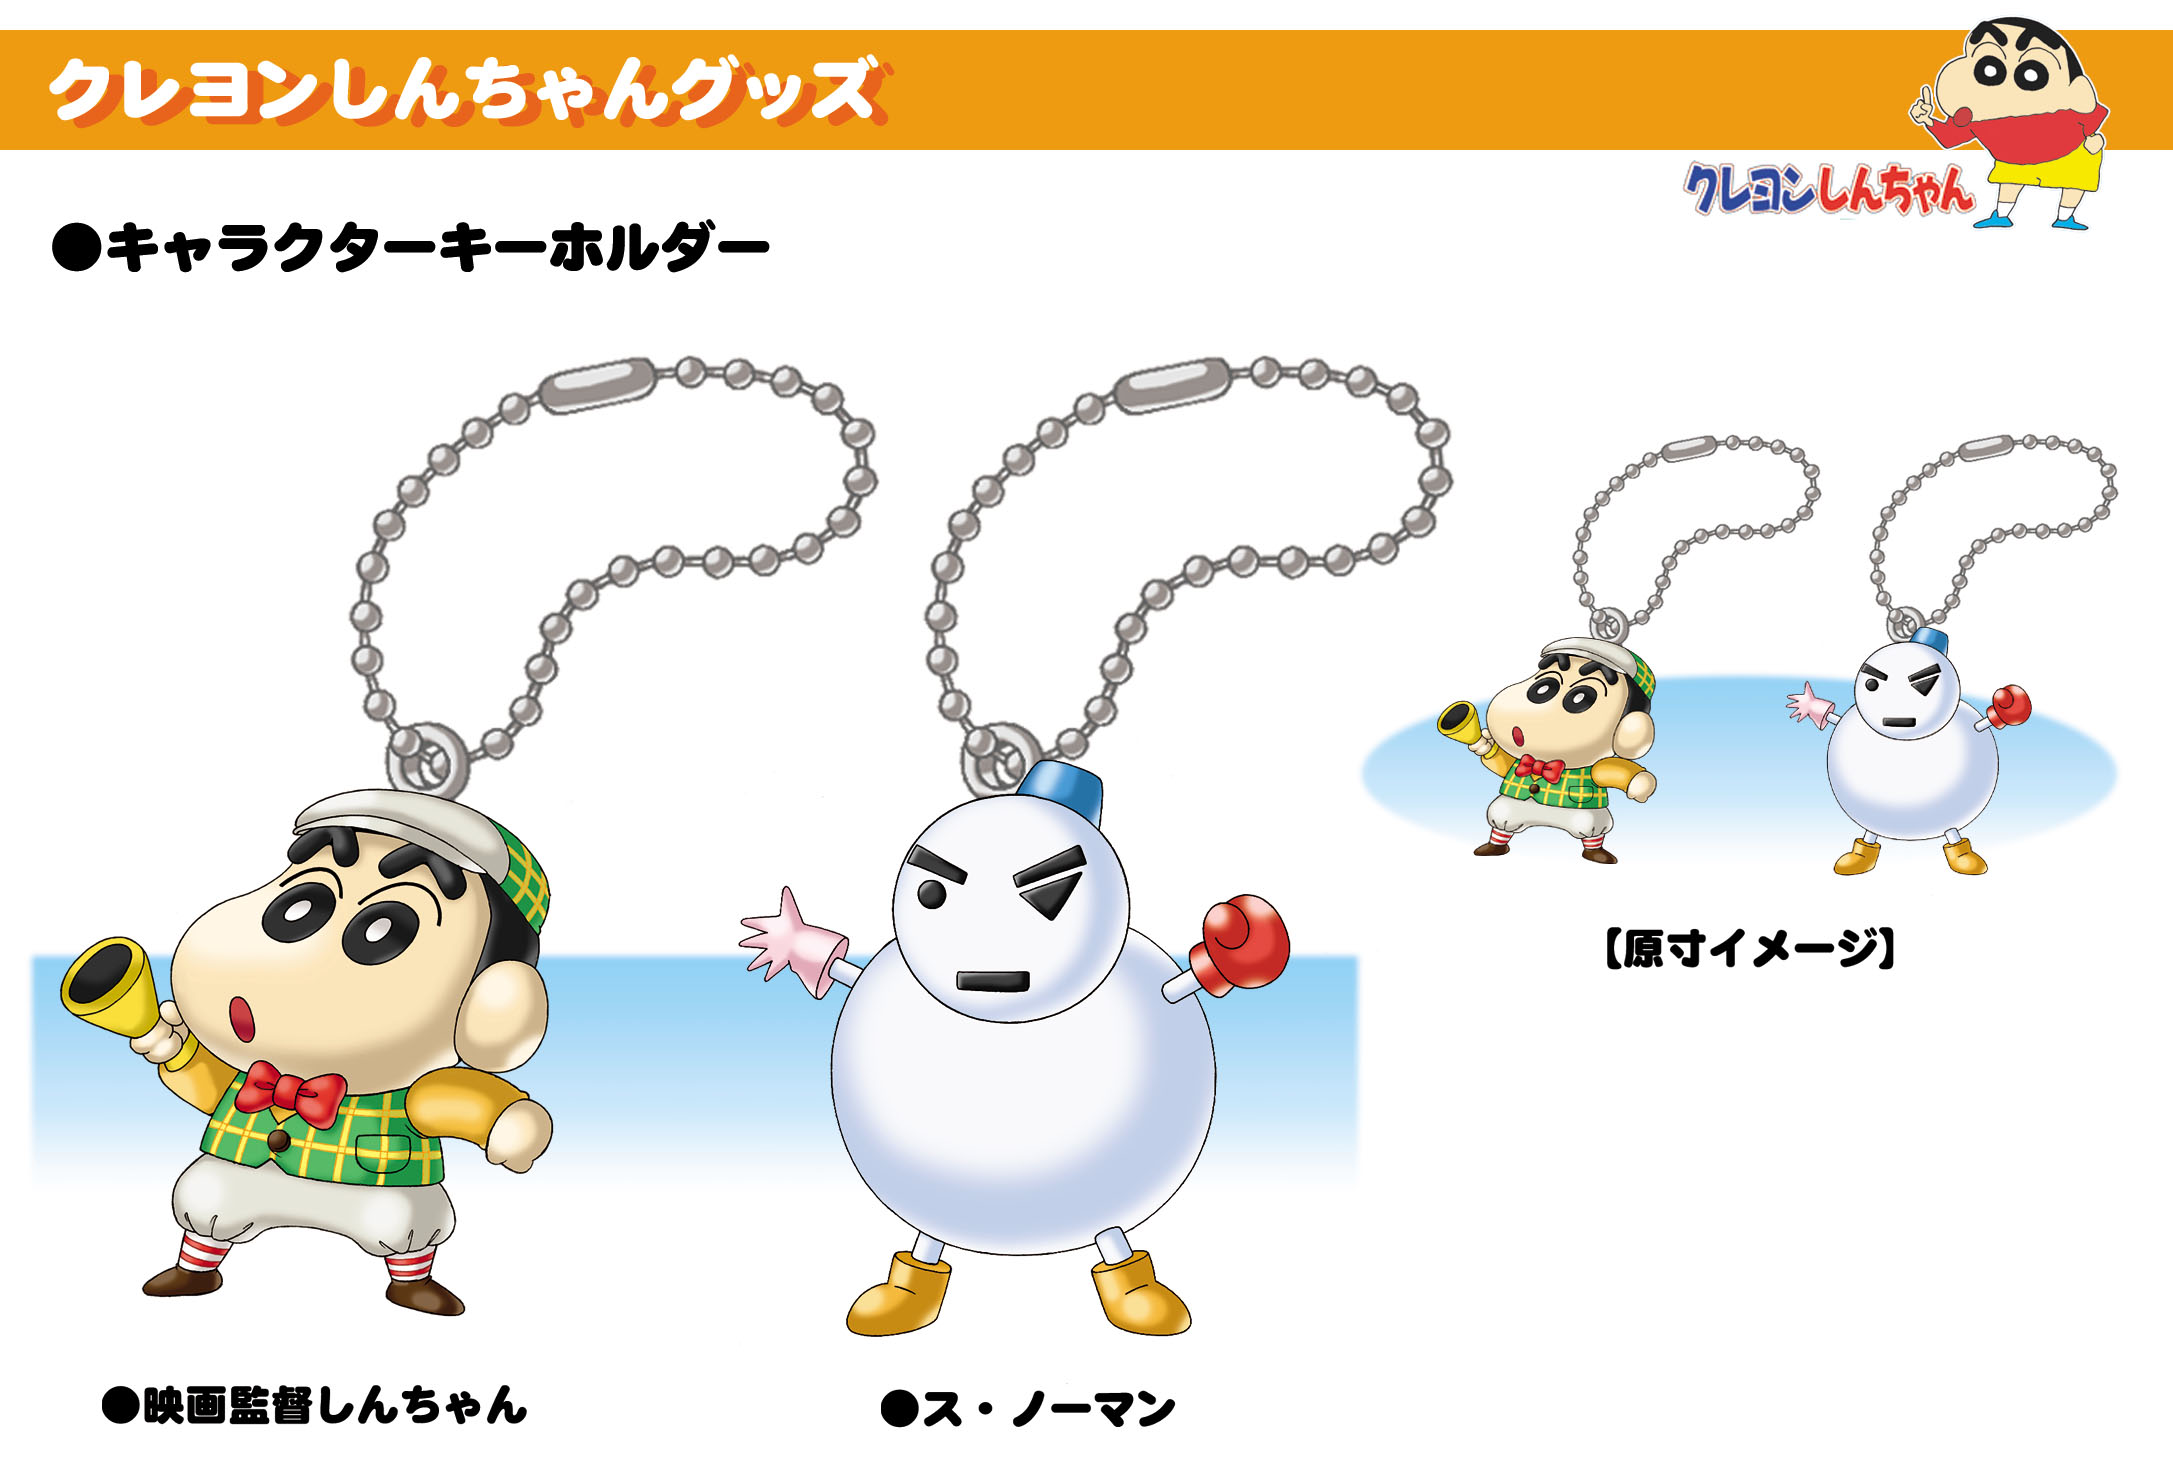 クレヨンしんちゃんグッズ
クレヨンしんちゃん
●キャラクターキーホルダー
【原寸イメージ】
●映画監督しんちゃん
●ス・ノーマン